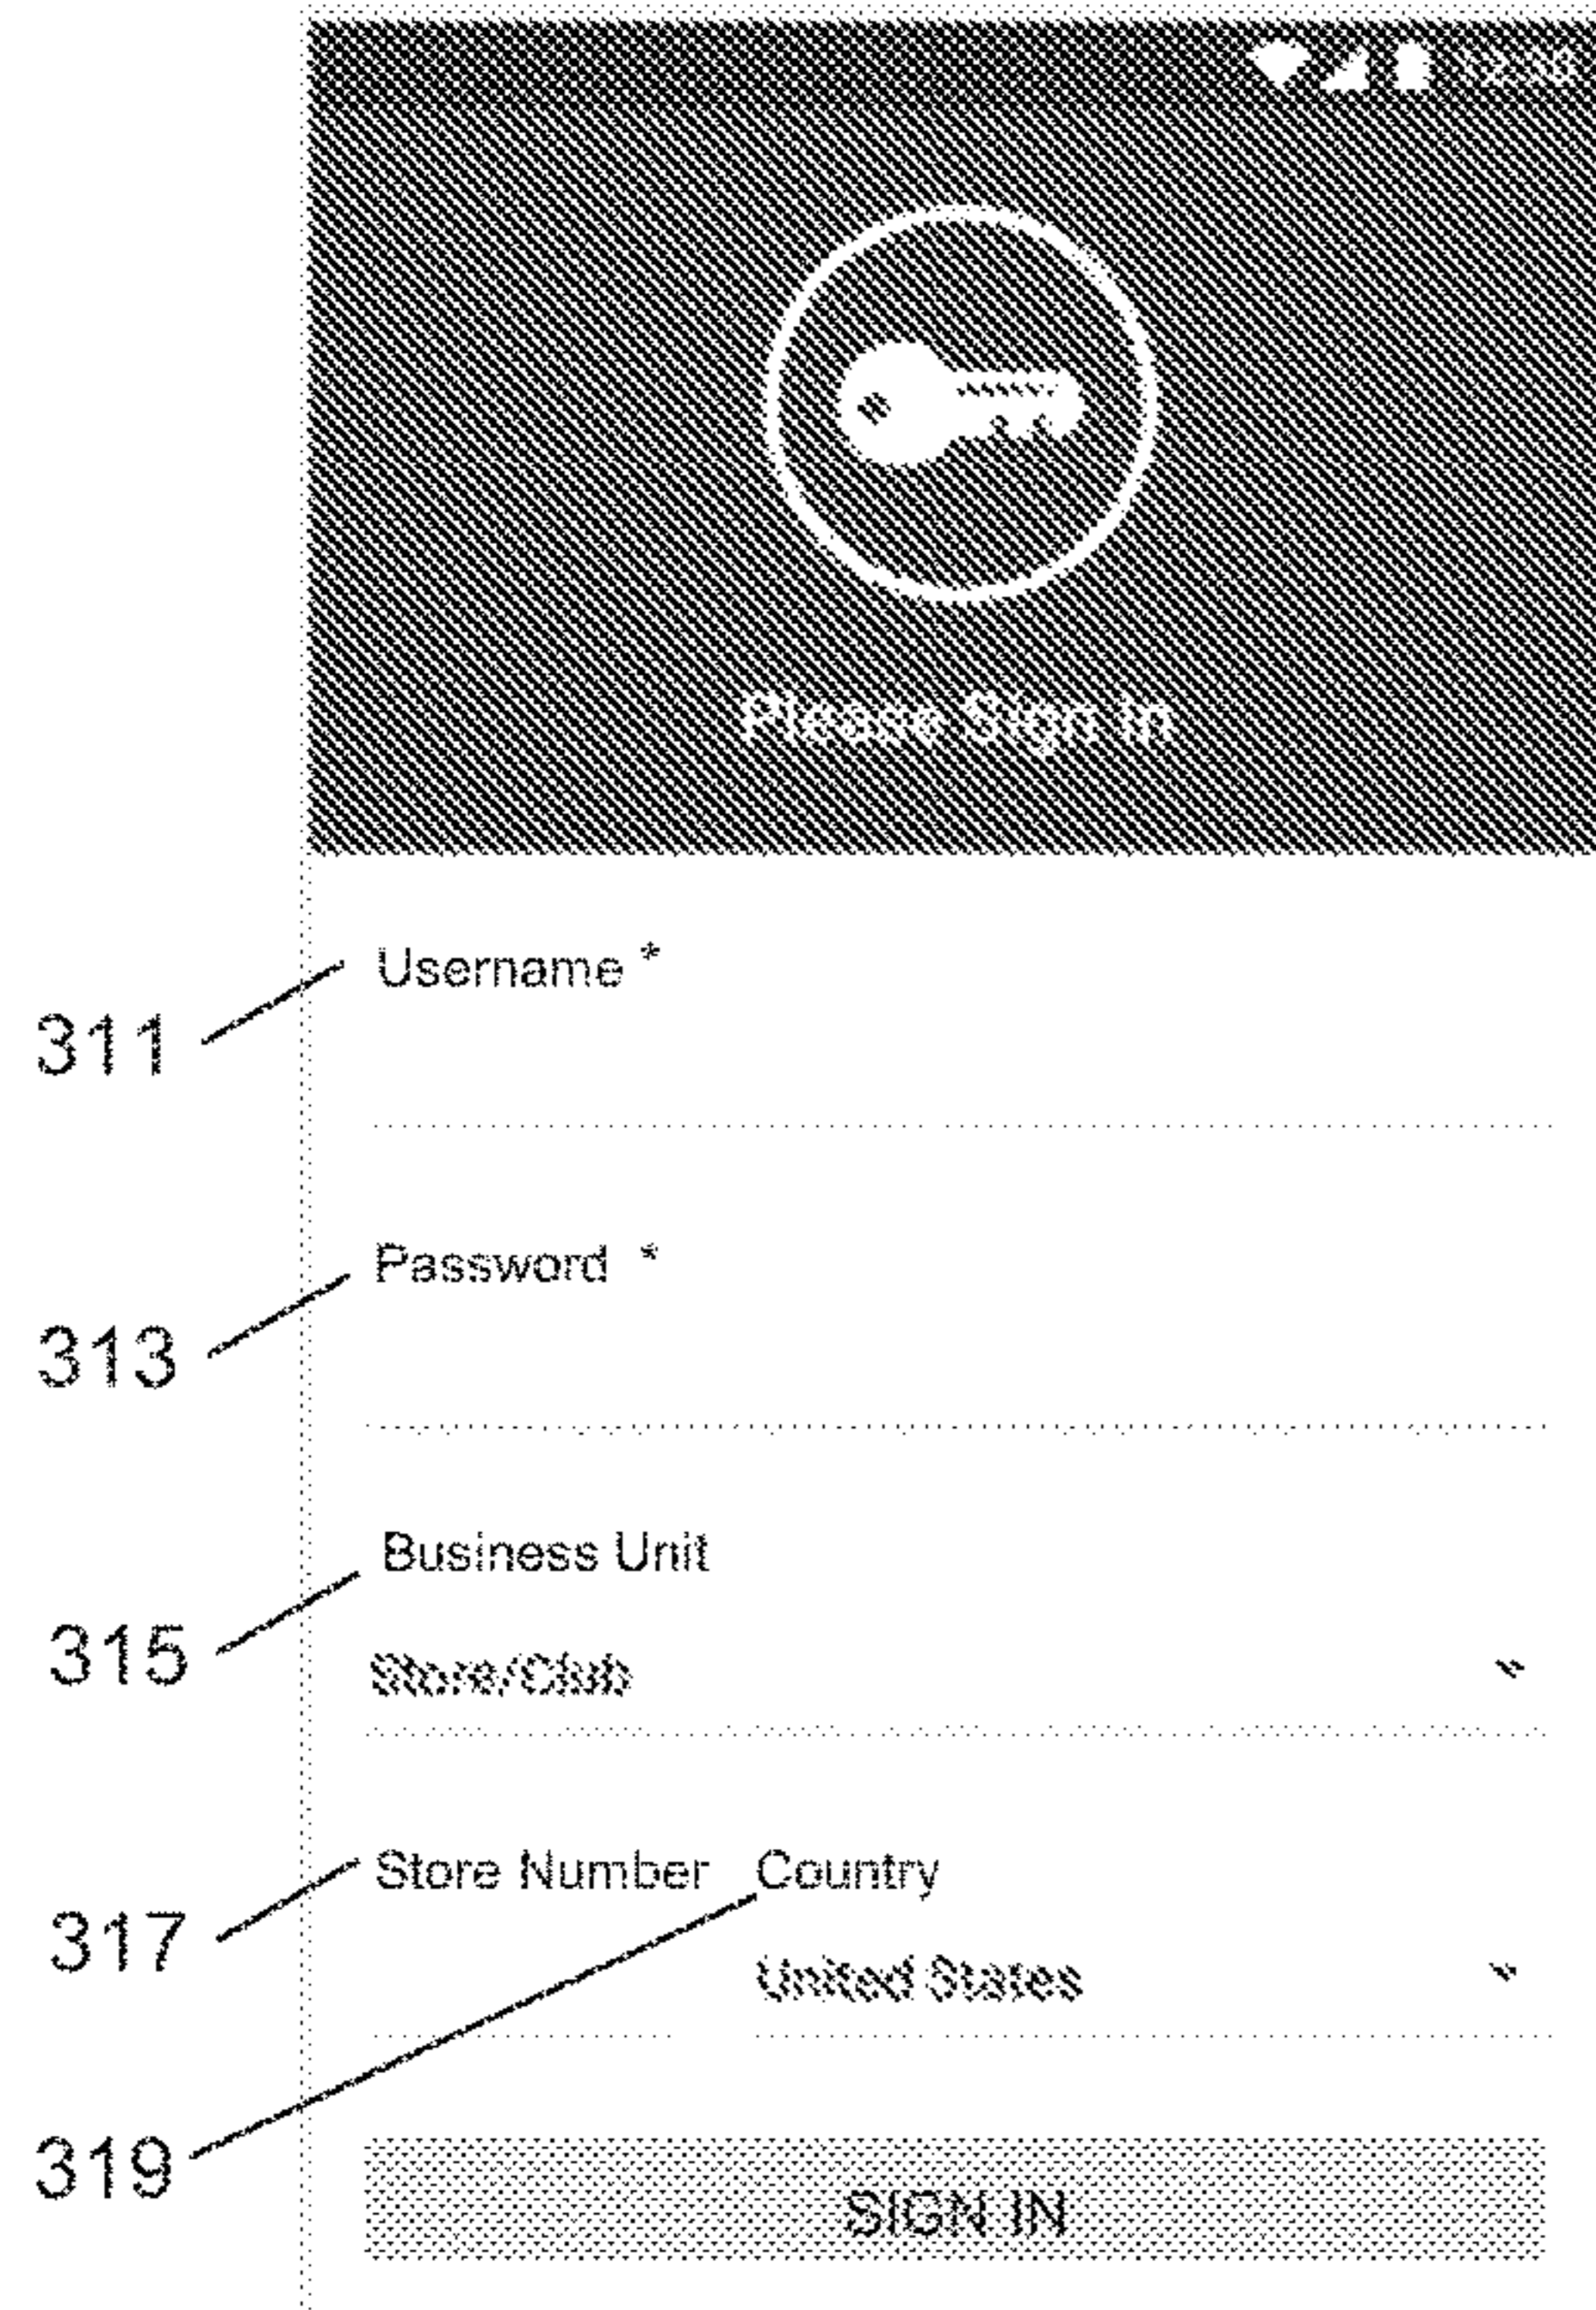 Please Sign In
Username *
311
Password *
313
Business Unit
315
Store/Club
317
Store Number Country
United States
319
SIGN IN